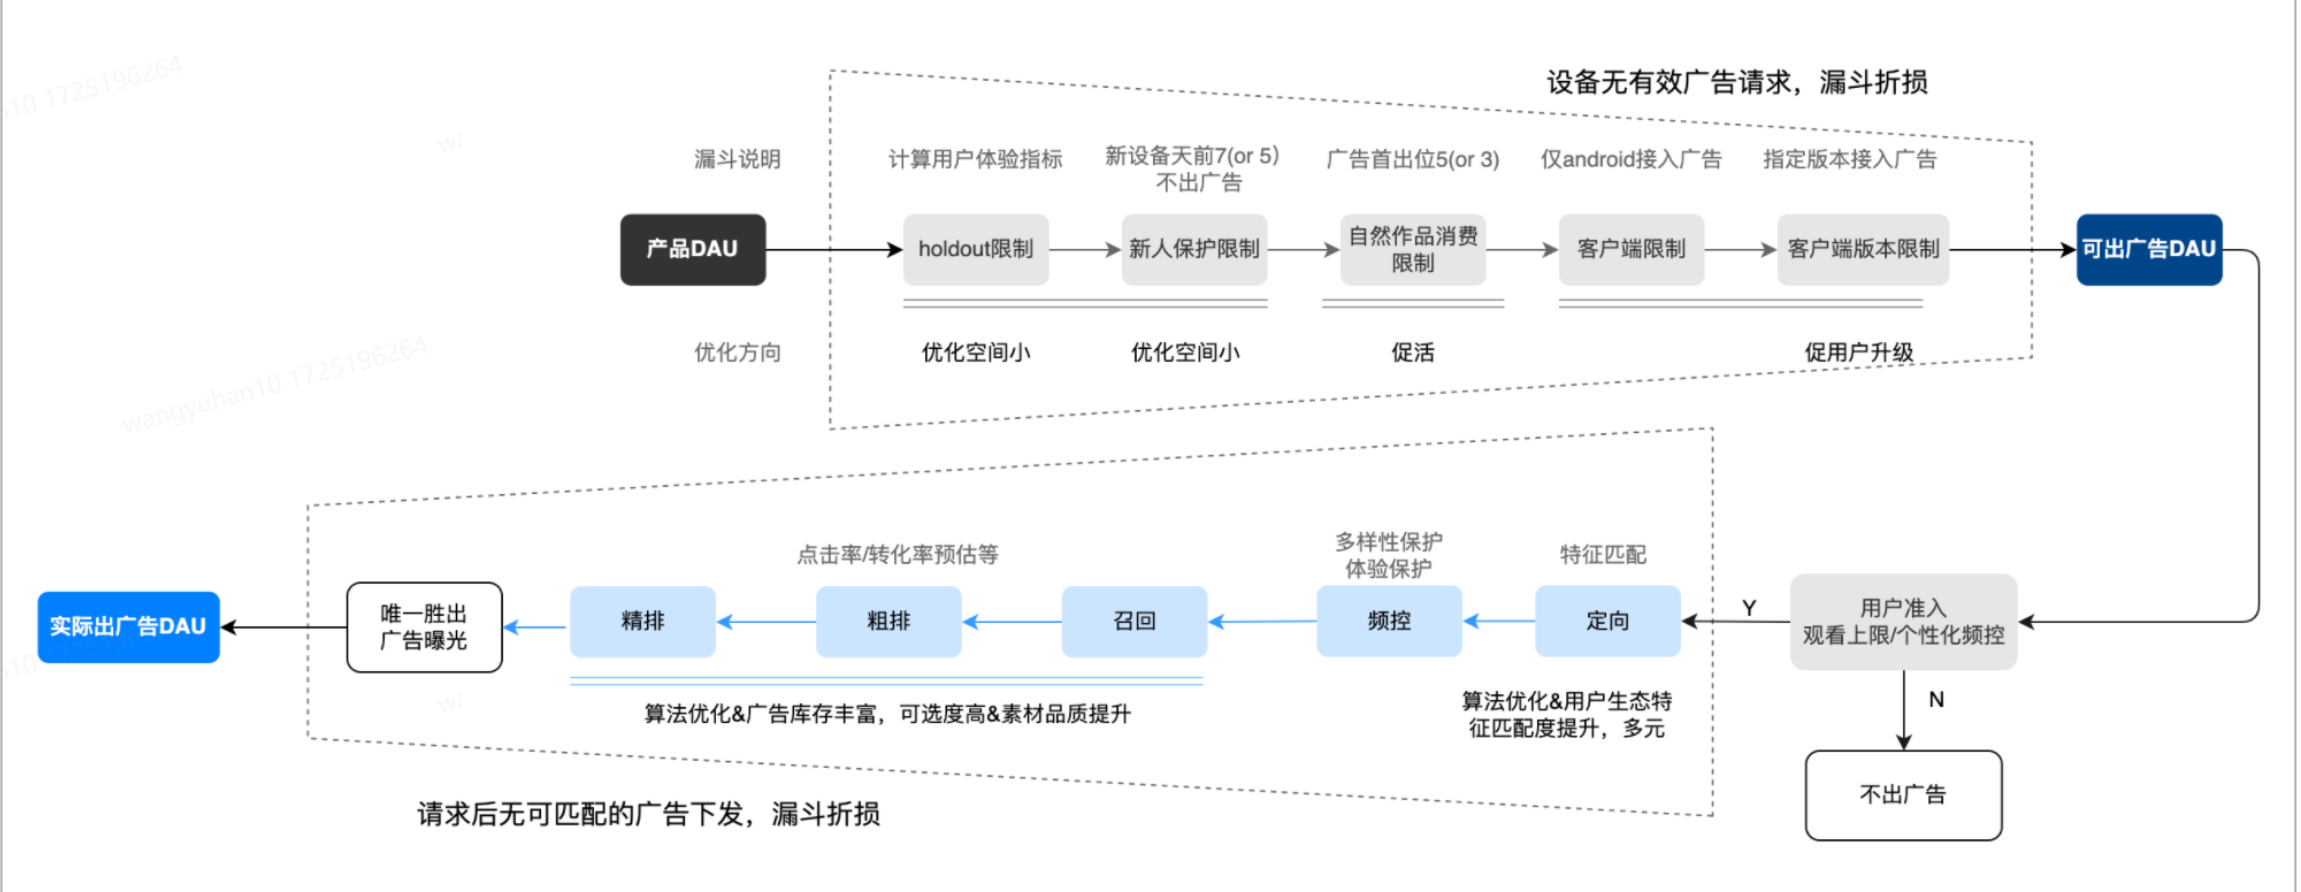 设备无有效广告请求，漏斗折损
漏斗说明
计算用户体验指标
新设备天前7(or 5）
不出广告
广告首出位5(or 3)
仅android接入广告
指定版本接入广告
产品DAU
holdout限制
新人保护限制
自然作品消费
限制
客户端限制
客户端版本限制
可出广告DAU
优化方向
优化空间小
优化空间小
促活
促用户升级
点击率/转化率预估等
多样性保护
体验保护
特征匹配
实际出广告DAU
唯一胜出
广告曝光
精排
粗排
召回
频控
定向
Y
用户准入
观看上限/个性化频控
算法优化&广告库存丰富，可选度高&素材品质提升
算法优化&用户生态特
征匹配度提升，多元
N
不出广告
请求后无可匹配的广告下发，漏斗折损
wangyuhan10 1725196264
n10 1725196264